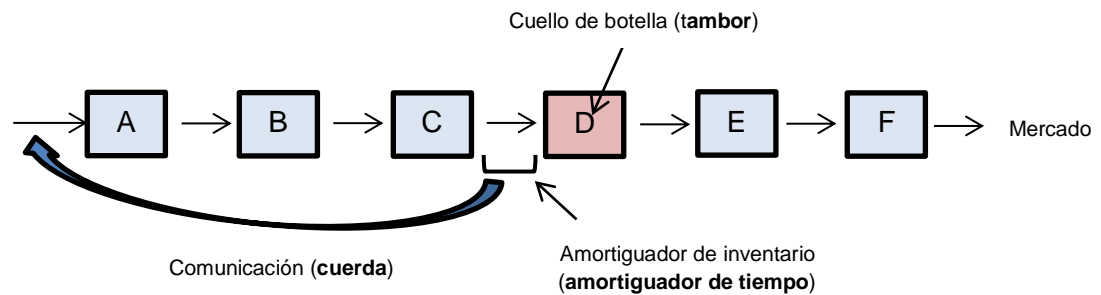 Cuello de botella (tambor)
A B C D E F Mercado
Comunicación (cuerda)
Amortiguador de inventario
(amortiguador de tiempo)